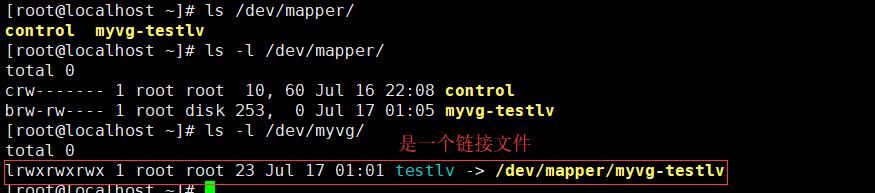 [root@localhost ~]# ls /dev/mapper/
control  myvg-testlv
[root@localhost ~]# ls -l /dev/mapper/
total 0
crw------- 1 root root  10, 60 Jul 16 22:08 control
brw-rw---- 1 root disk 253,  0 Jul 17 01:05 myvg-testlv
[root@localhost ~]# ls -l /dev/myvg/
是一个链接文件
total 0
lrwxrwxrwx 1 root root 23 Jul 17 01:01 testlv -> /dev/mapper/myvg-testlv
[root@localhost ~]#